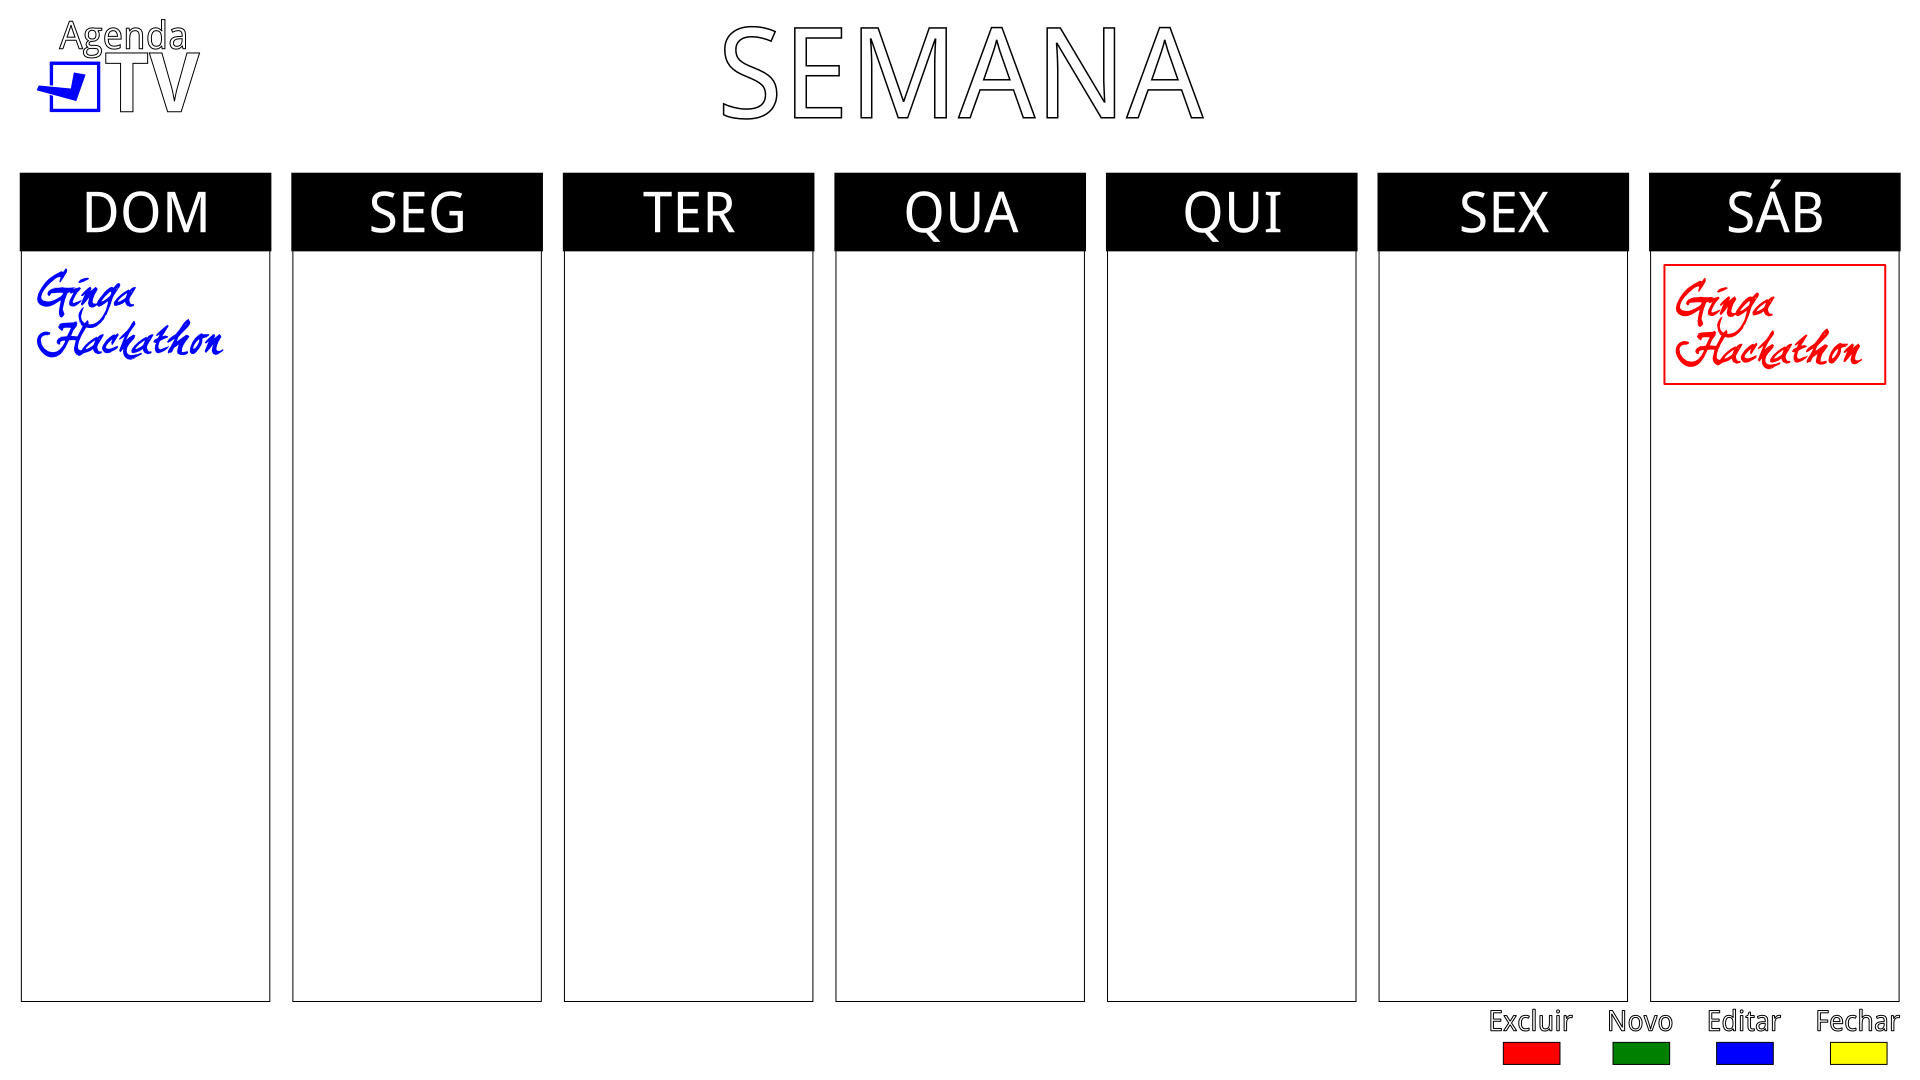 Agenda
TV
SEMANA
DOM
SEG
TER
QUA
QUI
SEX
SÁB
Ginga
Hackathon
Ginga
Hackathon
Excluir
Novo
Editar
Fechar